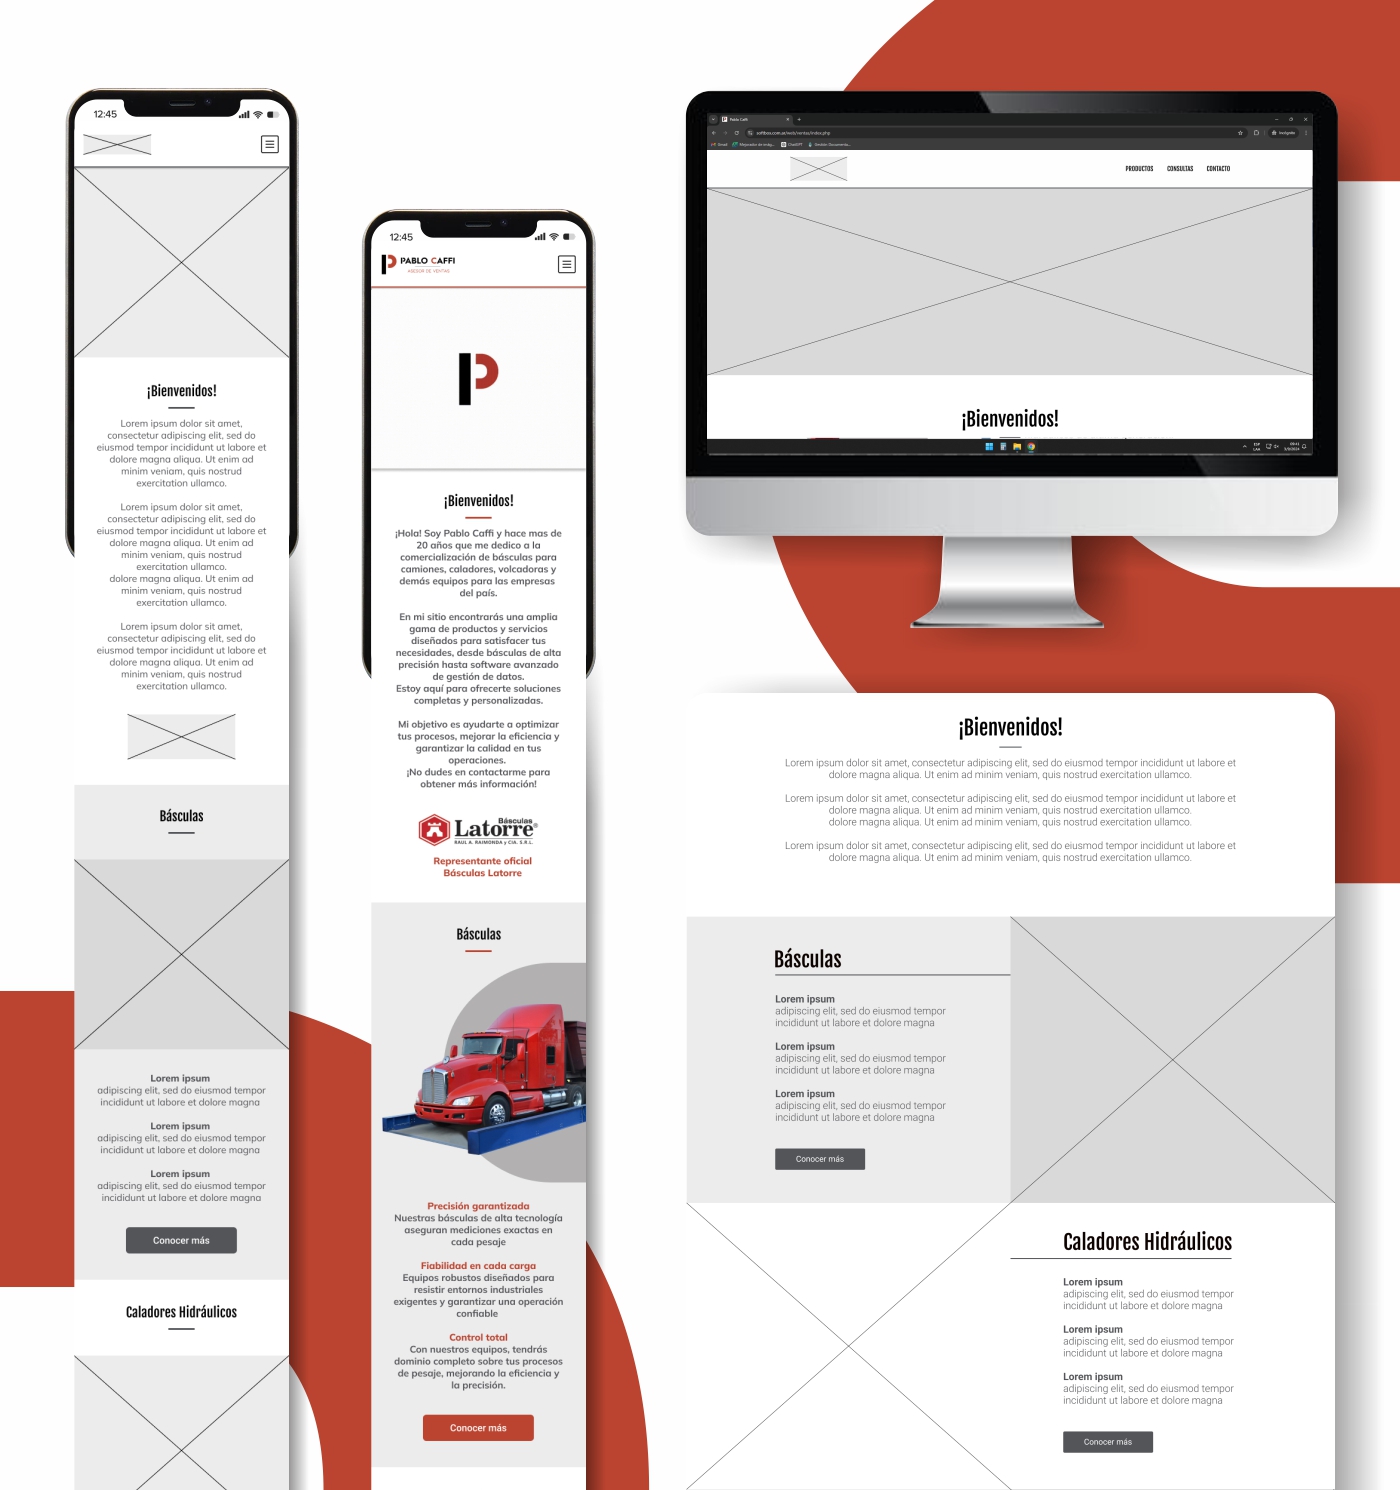 12:45
¡Bienvenidos!
Lorem ipsum dolor sit amet,
consectetur adipiscing elit, sed do
eiusmod tempor incididunt ut labore et
dolore magna aliqua. Ut enim ad
minim veniam, quis nostrud
exercitation ullamco.
Lorem ipsum dolor sit amet,
consectetur adipiscing elit, sed do
eiusmod tempor incididunt ut labore et
dolore magna aliqua. Ut enim ad
minim veniam, quis nostrud
exercitation ullamco.
dolore magna aliqua. Ut enim ad
minim veniam, quis nostrud
exercitation ullamco.
Lorem ipsum dolor sit amet,
consectetur adipiscing elit, sed do
eiusmod tempor incididunt ut labore et
dolore magna aliqua. Ut enim ad
minim veniam, quis nostrud
exercitation ullamco.
Básculas
Lorem ipsum
adipiscing elit, sed do eiusmod tempor
incididunt ut labore et dolore magna
Lorem ipsum
adipiscing elit, sed do eiusmod tempor
incididunt ut labore et dolore magna
Lorem ipsum
adipiscing elit, sed do eiusmod tempor
incididunt ut labore et dolore magna
Conocer más
Caladores Hidráulicos
12:45
PABLO CAFFI
ASESOR DE VENTAS
¡Bienvenidos!
¡Hola! Soy Pablo Caffi y hace mas de
20 años que me dedico a la
comercialización de básculas para
camiones, caladores, volcadoras y
demás equipos para las empresas
del país.
En mi sitio encontrarás una amplia
gama de productos y servicios
diseñados para satisfacer tus
necesidades, desde básculas de alta
precisión hasta software avanzado
de gestión de datos.
Estoy aquí para ofrecerte soluciones
completas y personalizadas.
Mi objetivo es ayudarte a optimizar
tus procesos, mejorar la eficiencia y
garantizar la calidad en tus
operaciones.
¡No dudes en contactarme para
obtener más información!
Básculas
Latorre®
RAUL A. RAIMONDA y CIA. S.R.L.
Representante oficial
Básculas Latorre
Básculas
Precisión garantizada
Nuestras básculas de alta tecnología
aseguran mediciones exactas en
cada pesaje
Fiabilidad en cada carga
Equipos robustos diseñados para
resistir entornos industriales
exigentes y garantizar una operación
confiable
Control total
Con nuestros equipos, tendrás
dominio completo sobre tus procesos
de pesaje, mejorando la eficiencia y
la precisión.
Conocer más
Pablo Caffi
softbox.com.ar/web/ventas/index.php
Incógnito
Gmail
ChatGPT
PRODUCTOS CONSULTAS CONTACTO
¡Bienvenidos!
ESP
LAA
¡Bienvenidos!
Lorem ipsum dolor sit amet, consectetur adipiscing elit, sed do eiusmod tempor incididunt ut labore et
dolore magna aliqua. Ut enim ad minim veniam, quis nostrud exercitation ullamco.
Lorem ipsum dolor sit amet, consectetur adipiscing elit, sed do eiusmod tempor incididunt ut labore et
dolore magna aliqua. Ut enim ad minim veniam, quis nostrud exercitation ullamco.
dolore magna aliqua. Ut enim ad minim veniam, quis nostrud exercitation ullamco.
Lorem ipsum dolor sit amet, consectetur adipiscing elit, sed do eiusmod tempor incididunt ut labore et
dolore magna aliqua. Ut enim ad minim veniam, quis nostrud exercitation ullamco.
Básculas
Lorem ipsum
adipiscing elit, sed do eiusmod tempor
incididunt ut labore et dolore magna
Lorem ipsum
adipiscing elit, sed do eiusmod tempor
incididunt ut labore et dolore magna
Lorem ipsum
adipiscing elit, sed do eiusmod tempor
incididunt ut labore et dolore magna
Conocer más
Caladores Hidráulicos
Lorem ipsum
adipiscing elit, sed do eiusmod tempor
incididunt ut labore et dolore magna
Lorem ipsum
adipiscing elit, sed do eiusmod tempor
incididunt ut labore et dolore magna
Lorem ipsum
adipiscing elit, sed do eiusmod tempor
incididunt ut labore et dolore magna
Conocer más